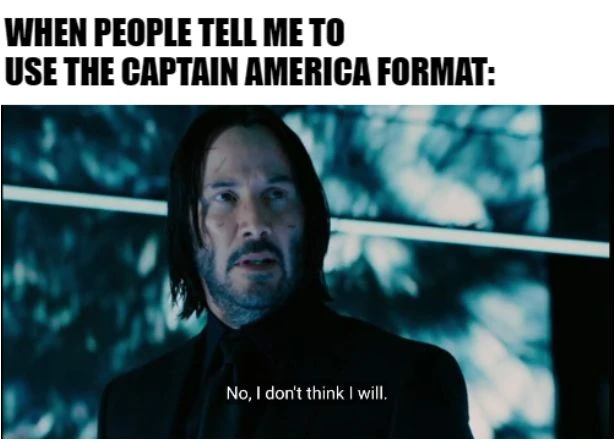 WHEN PEOPLE TELL ME TO
USE THE CAPTAIN AMERICA FORMAT:
No, I don't think I will.